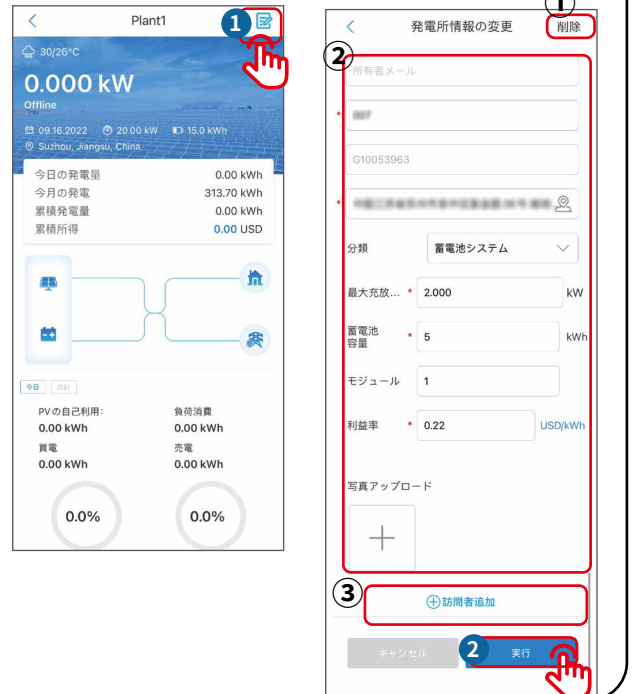 Plant1
1
30/26°C
0.000 kW
Offline
09.16.2022 20.00 kW 15.0 kWh
Suzhou, Jiangsu, China
今日の発電量 0.00 kWh
今月の発電 313.70 kWh
累積発電量 0.00 kWh
累積所得 0.00 USD
今日
PVの自己利用: 負荷消費
0.00 kWh 0.00 kWh
買電 売電
0.00 kWh 0.00 kWh
0.0% 0.0%
①
発電所情報の変更 削除
②
所有者メール
* 007
G10053963
*
分類 蓄電池システム
最大充放... * 2.000 kW
蓄電池
容量 * 5 kWh
モジュール 1
利益率 * 0.22 USD/kWh
写真アップロード
③
訪問者追加
キャンセル 2 実行